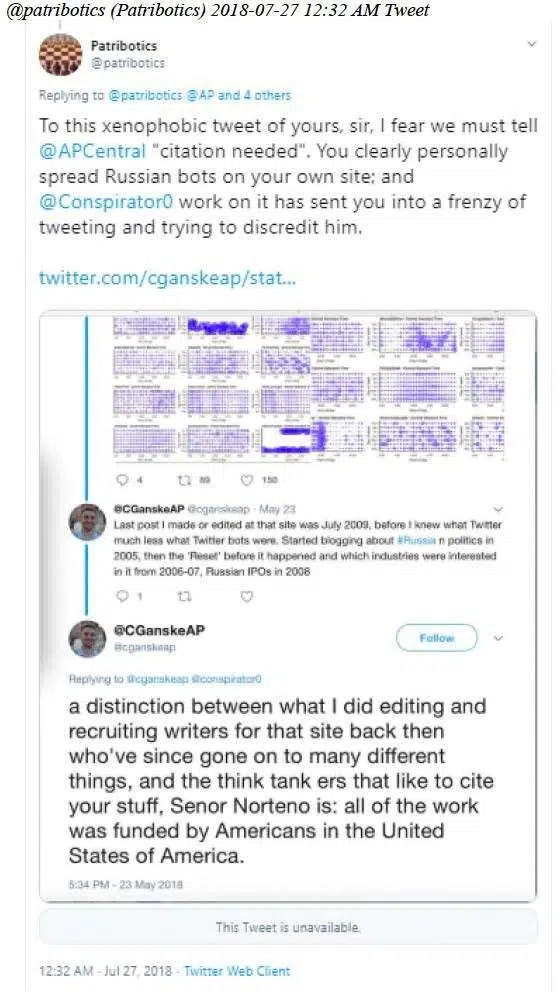 @patribotics (Patribotics) 2018-07-27 12:32 AM Tweet
Patribotics
@patribotics
Replying to @patribotics @AP and 4 others
To this xenophobic tweet of yours, sir, I fear we must tell
@APCentral "citation needed". You clearly personally
spread Russian bots on your own site; and
@Conspirator0 work on it has sent you into a frenzy of
tweeting and trying to discredit him.
twitter.com/cganskeap/stat...
4 89 150
@CGanskeAP @cganskeap · May 23
Last post I made or edited at that site was July 2009, before I knew what Twitter
much less what Twitter bots were. Started blogging about #Russia n politics in
2005, then the 'Reset' before it happened and which industries were interested
in it from 2006-07, Russian IPOs in 2008
1
@CGanskeAP
@cganskeap
Follow
Replying to @cganskeap @conspirator0
a distinction between what I did editing and
recruiting writers for that site back then
who've since gone on to many different
things, and the think tank ers that like to cite
your stuff, Senor Norteno is: all of the work
was funded by Americans in the United
States of America.
5:34 PM - 23 May 2018
This Tweet is unavailable.
12:32 AM - Jul 27, 2018 · Twitter Web Client